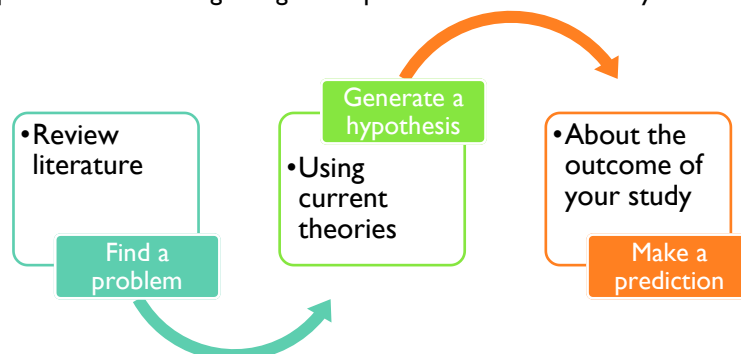 •Review
literature
Find a
problem
Generate a
hypothesis
•Using
current
theories
•About the
outcome of
your study
Make a
prediction